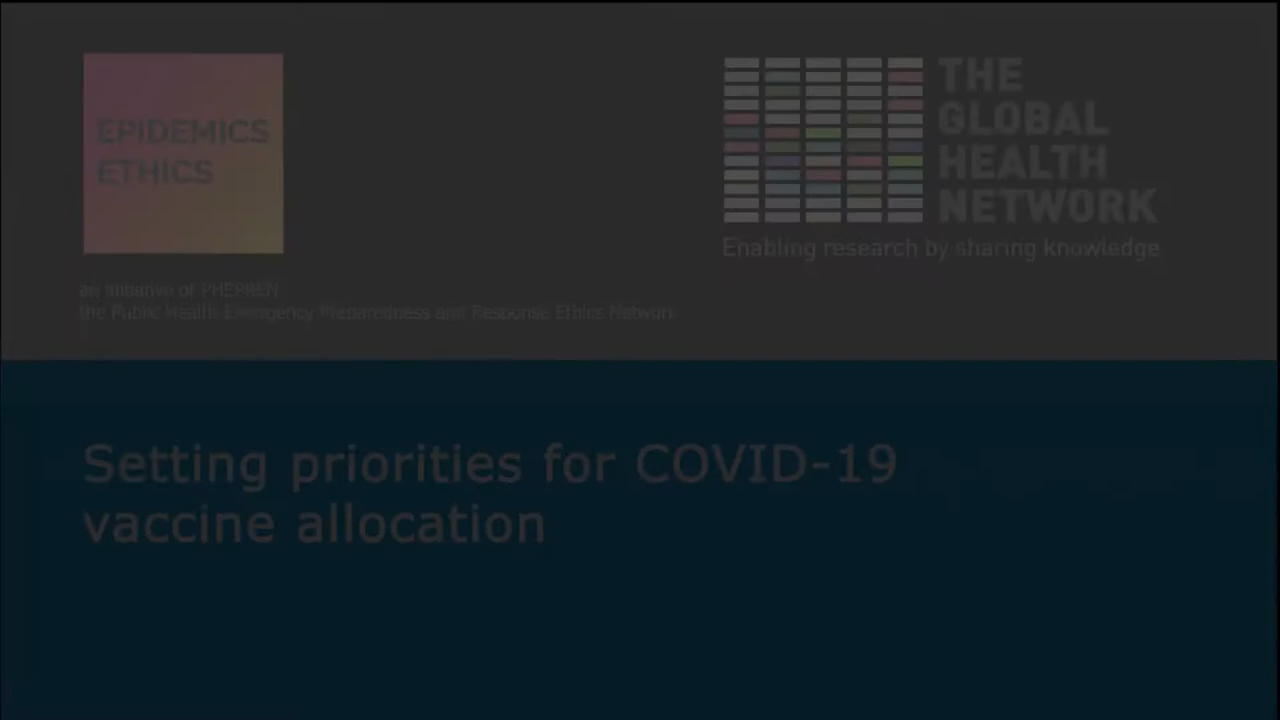 EPIDEMICS
ETHICS
an initiative of PHEPREN
the Public Health Emergency Preparedness and Response Ethics Network
THE
GLOBAL
HEALTH
NETWORK
Enabling research by sharing knowledge
Setting priorities for COVID-19
vaccine allocation